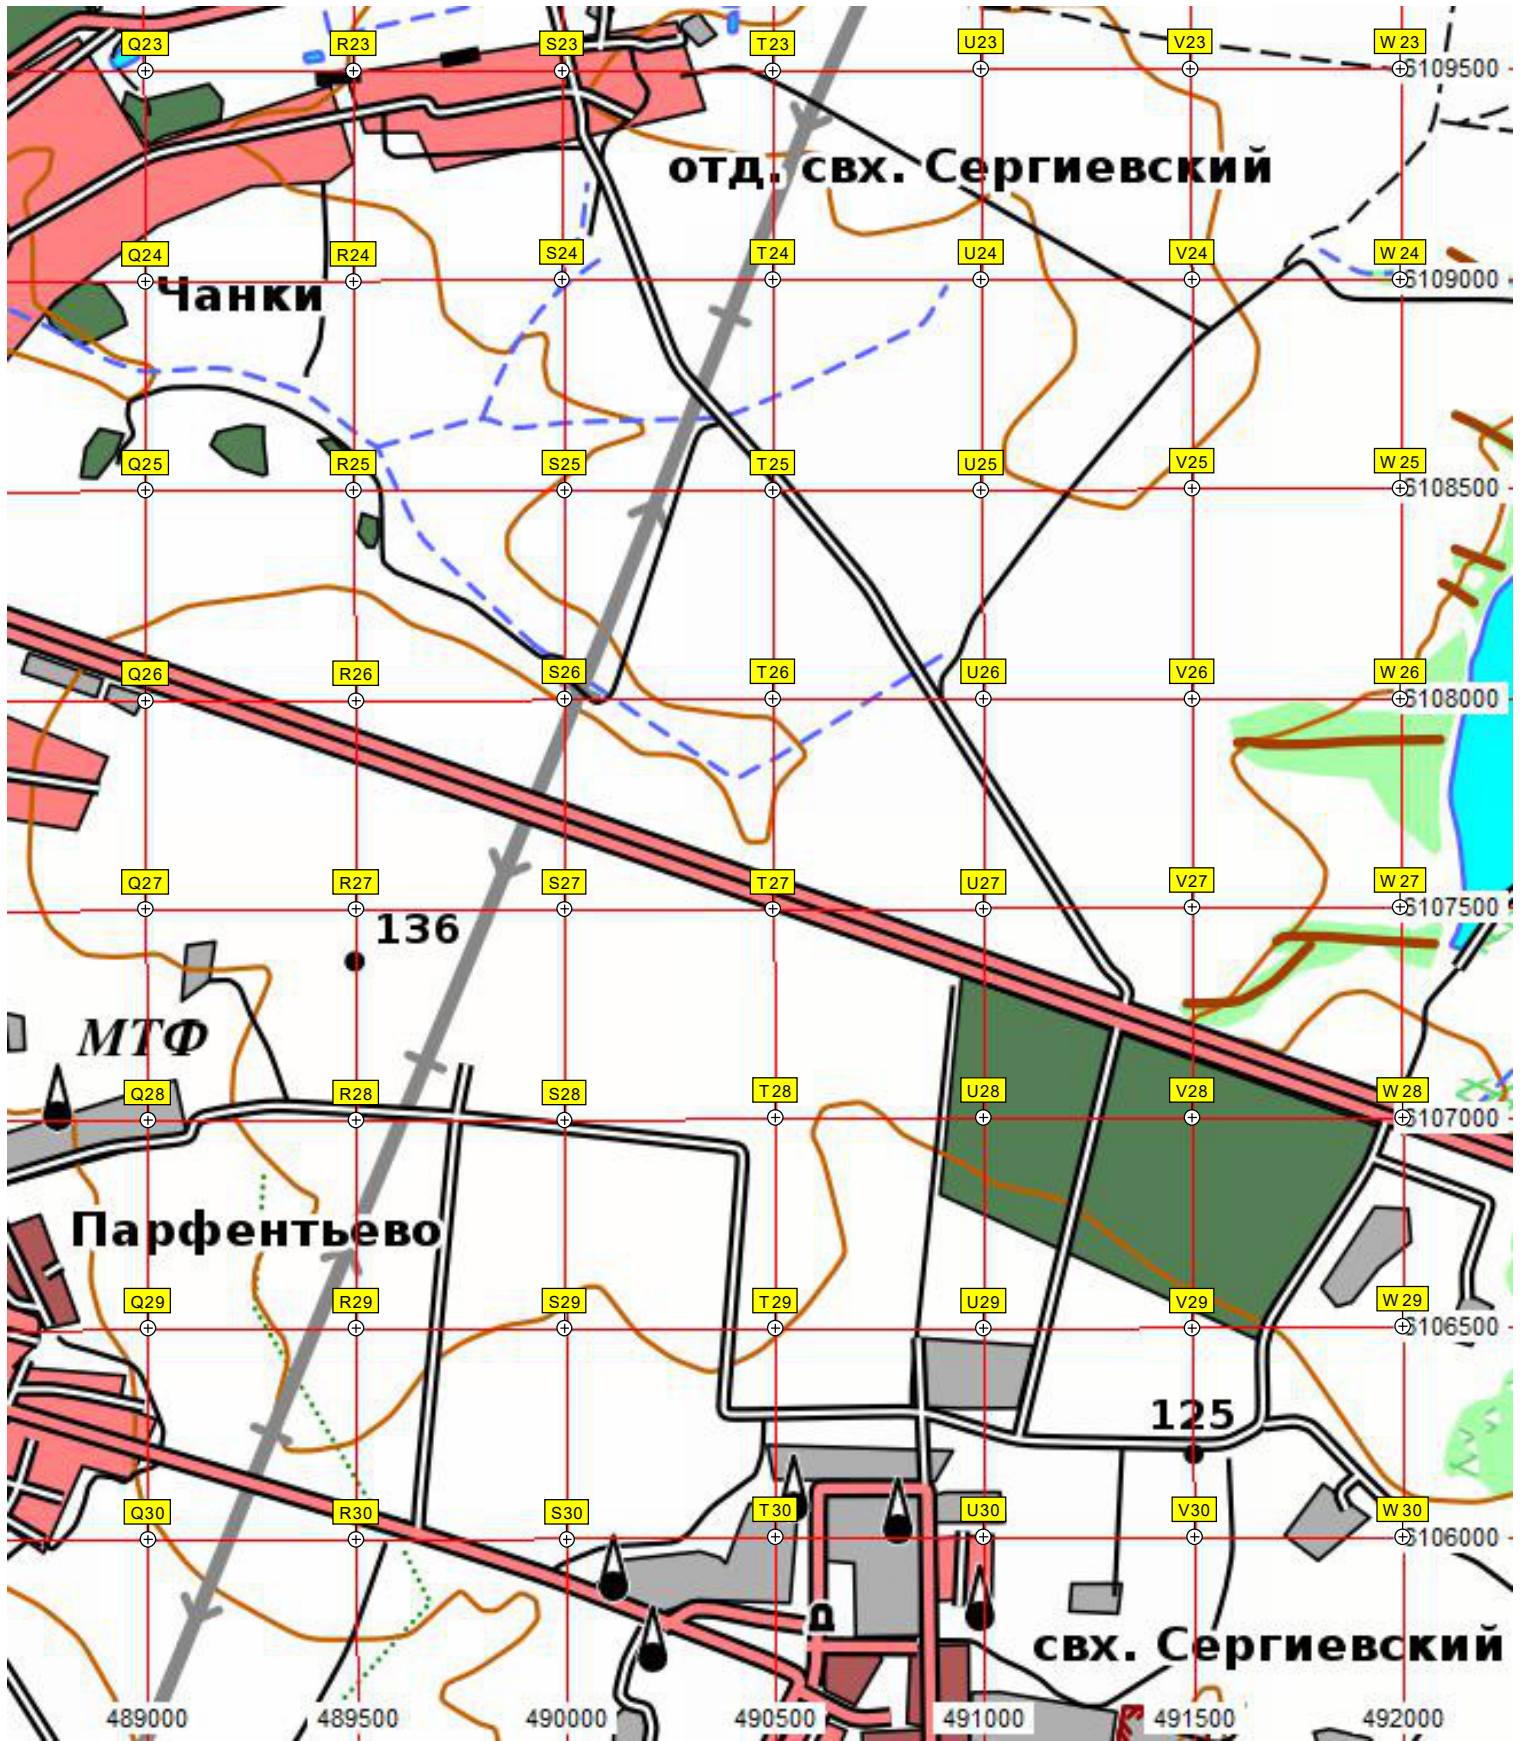 Q23 R23 S23 T23 U23 V23 W23
6109500
отд. свх. Сергиевский
Q24 R24 S24 T24 U24 V24 W24
6109000
Чанки
Q25 R25 S25 T25 U25 V25 W25
6108500
Q26 R26 S26 T26 U26 V26 W26
6108000
Q27 R27 S27 T27 U27 V27 W27
6107500
136
МТФ
Q28 R28 S28 T28 U28 V28 W28
6107000
Парфентьево
Q29 R29 S29 T29 U29 V29 W29
6106500
125
Q30 R30 S30 T30 U30 V30 W30
6106000
Д
свх. Сергиевский
489000 489500 490000 490500 491000 491500 492000